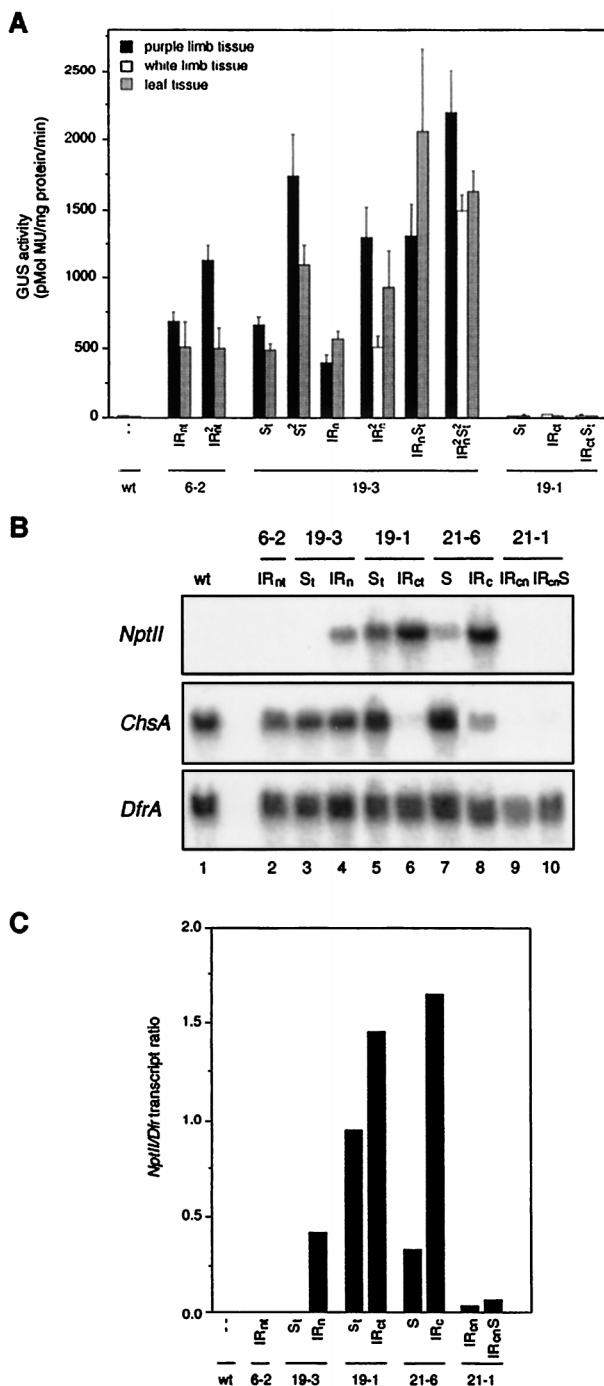 A
purple limb tissue
white limb tissue
leaf tissue
GUS activity
(pMol MU/mg protein/min)
2500
2000
1500
1000
500
0
-- IRnt IR²nt St S²t IRn IR²n IRnSt IR²nS²t St IRct IRctSt
wt 6-2 19-3 19-1
B
6-2 19-3 19-1 21-6 21-1
wt IRnt St IRn St IRct S IRc IRcn IRcnS
NptII
ChsA
DfrA
1 2 3 4 5 6 7 8 9 10
C
NptII/Dfr transcript ratio
2.0
1.5
1.0
0.5
0.0
-- IRnt St IRn St IRct S IRc IRcn IRcnS
wt 6-2 19-3 19-1 21-6 21-1